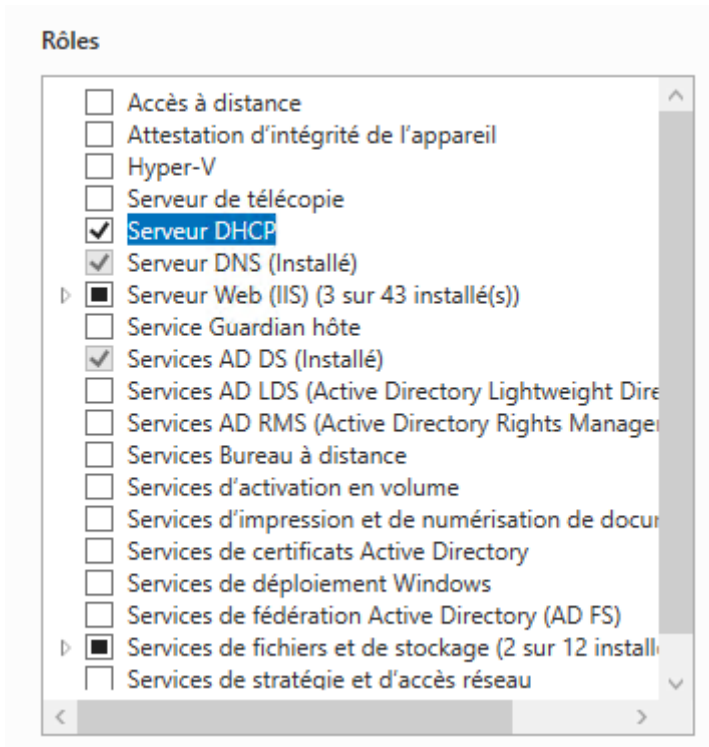 Rôles
Accès à distance
Attestation d’intégrité de l’appareil
Hyper-V
Serveur de télécopie
Serveur DHCP
Serveur DNS (Installé)
Serveur Web (IIS) (3 sur 43 installé(s))
Service Guardian hôte
Services AD DS (Installé)
Services AD LDS (Active Directory Lightweight Dire
Services AD RMS (Active Directory Rights Manage
Services Bureau à distance
Services d’activation en volume
Services d’impression et de numérisation de docu
Services de certificats Active Directory
Services de déploiement Windows
Services de fédération Active Directory (AD FS)
Services de fichiers et de stockage (2 sur 12 install
Services de stratégie et d’accès réseau